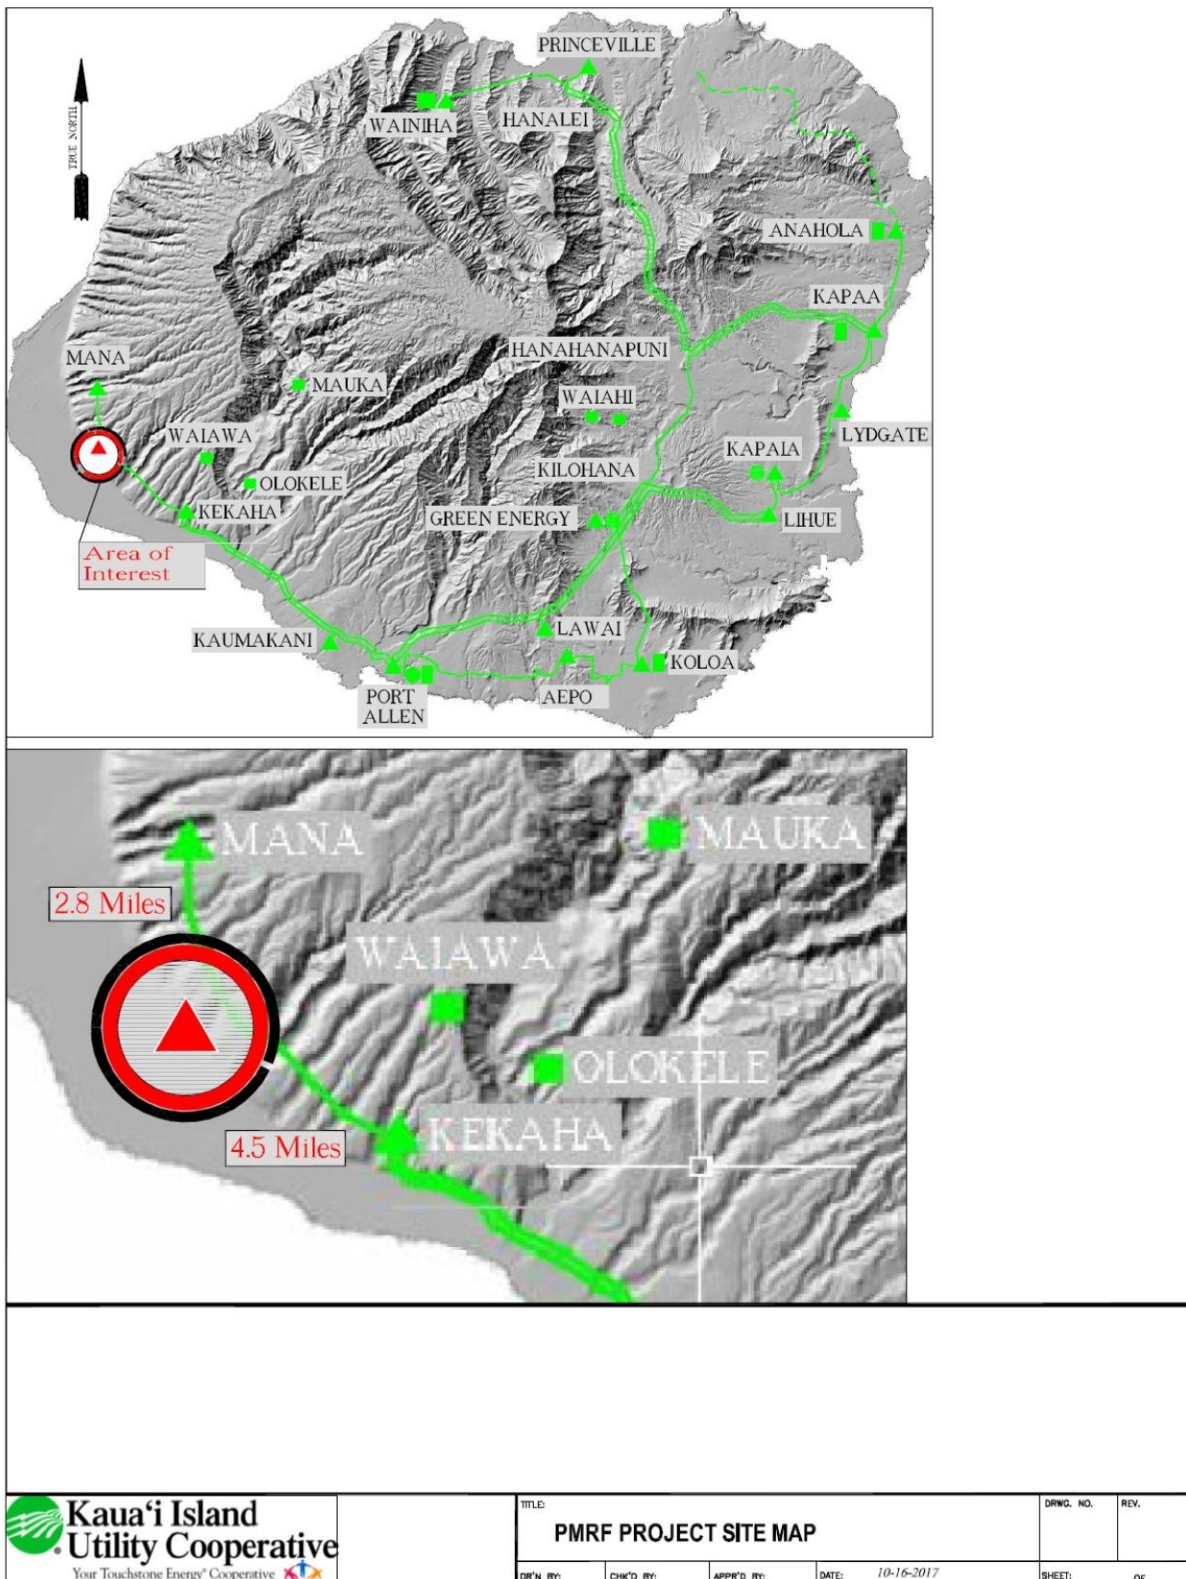 PRINCEVILLE
TRUE NORTH
WAINIHA
HANALEI
ANAHOLA
KAPAA
HANAHANAPUNI
MANA
MAUKA
WAIAHI
WAIAWA
LYDGATE
KAPAIA
KILOHANA
OLOKELE
KEKAHA
GREEN ENERGY
LIHUE
Area of
Interest
KAUMAKANI
LAWAI
KOLOA
PORT
ALLEN
AEPO
MANA
MAUKA
2.8 Miles
WAIAWA
OLOKELE
KEKAHA
4.5 Miles
Kaua‘i Island
Utility Cooperative
Your Touchstone Energy® Cooperative
TITLE:
PMRF PROJECT SITE MAP
DRWG. NO.
REV.
DR'N BY:
CHK'D BY:
APPR'D BY:
DATE:
10-16-2017
SHEET:
OF